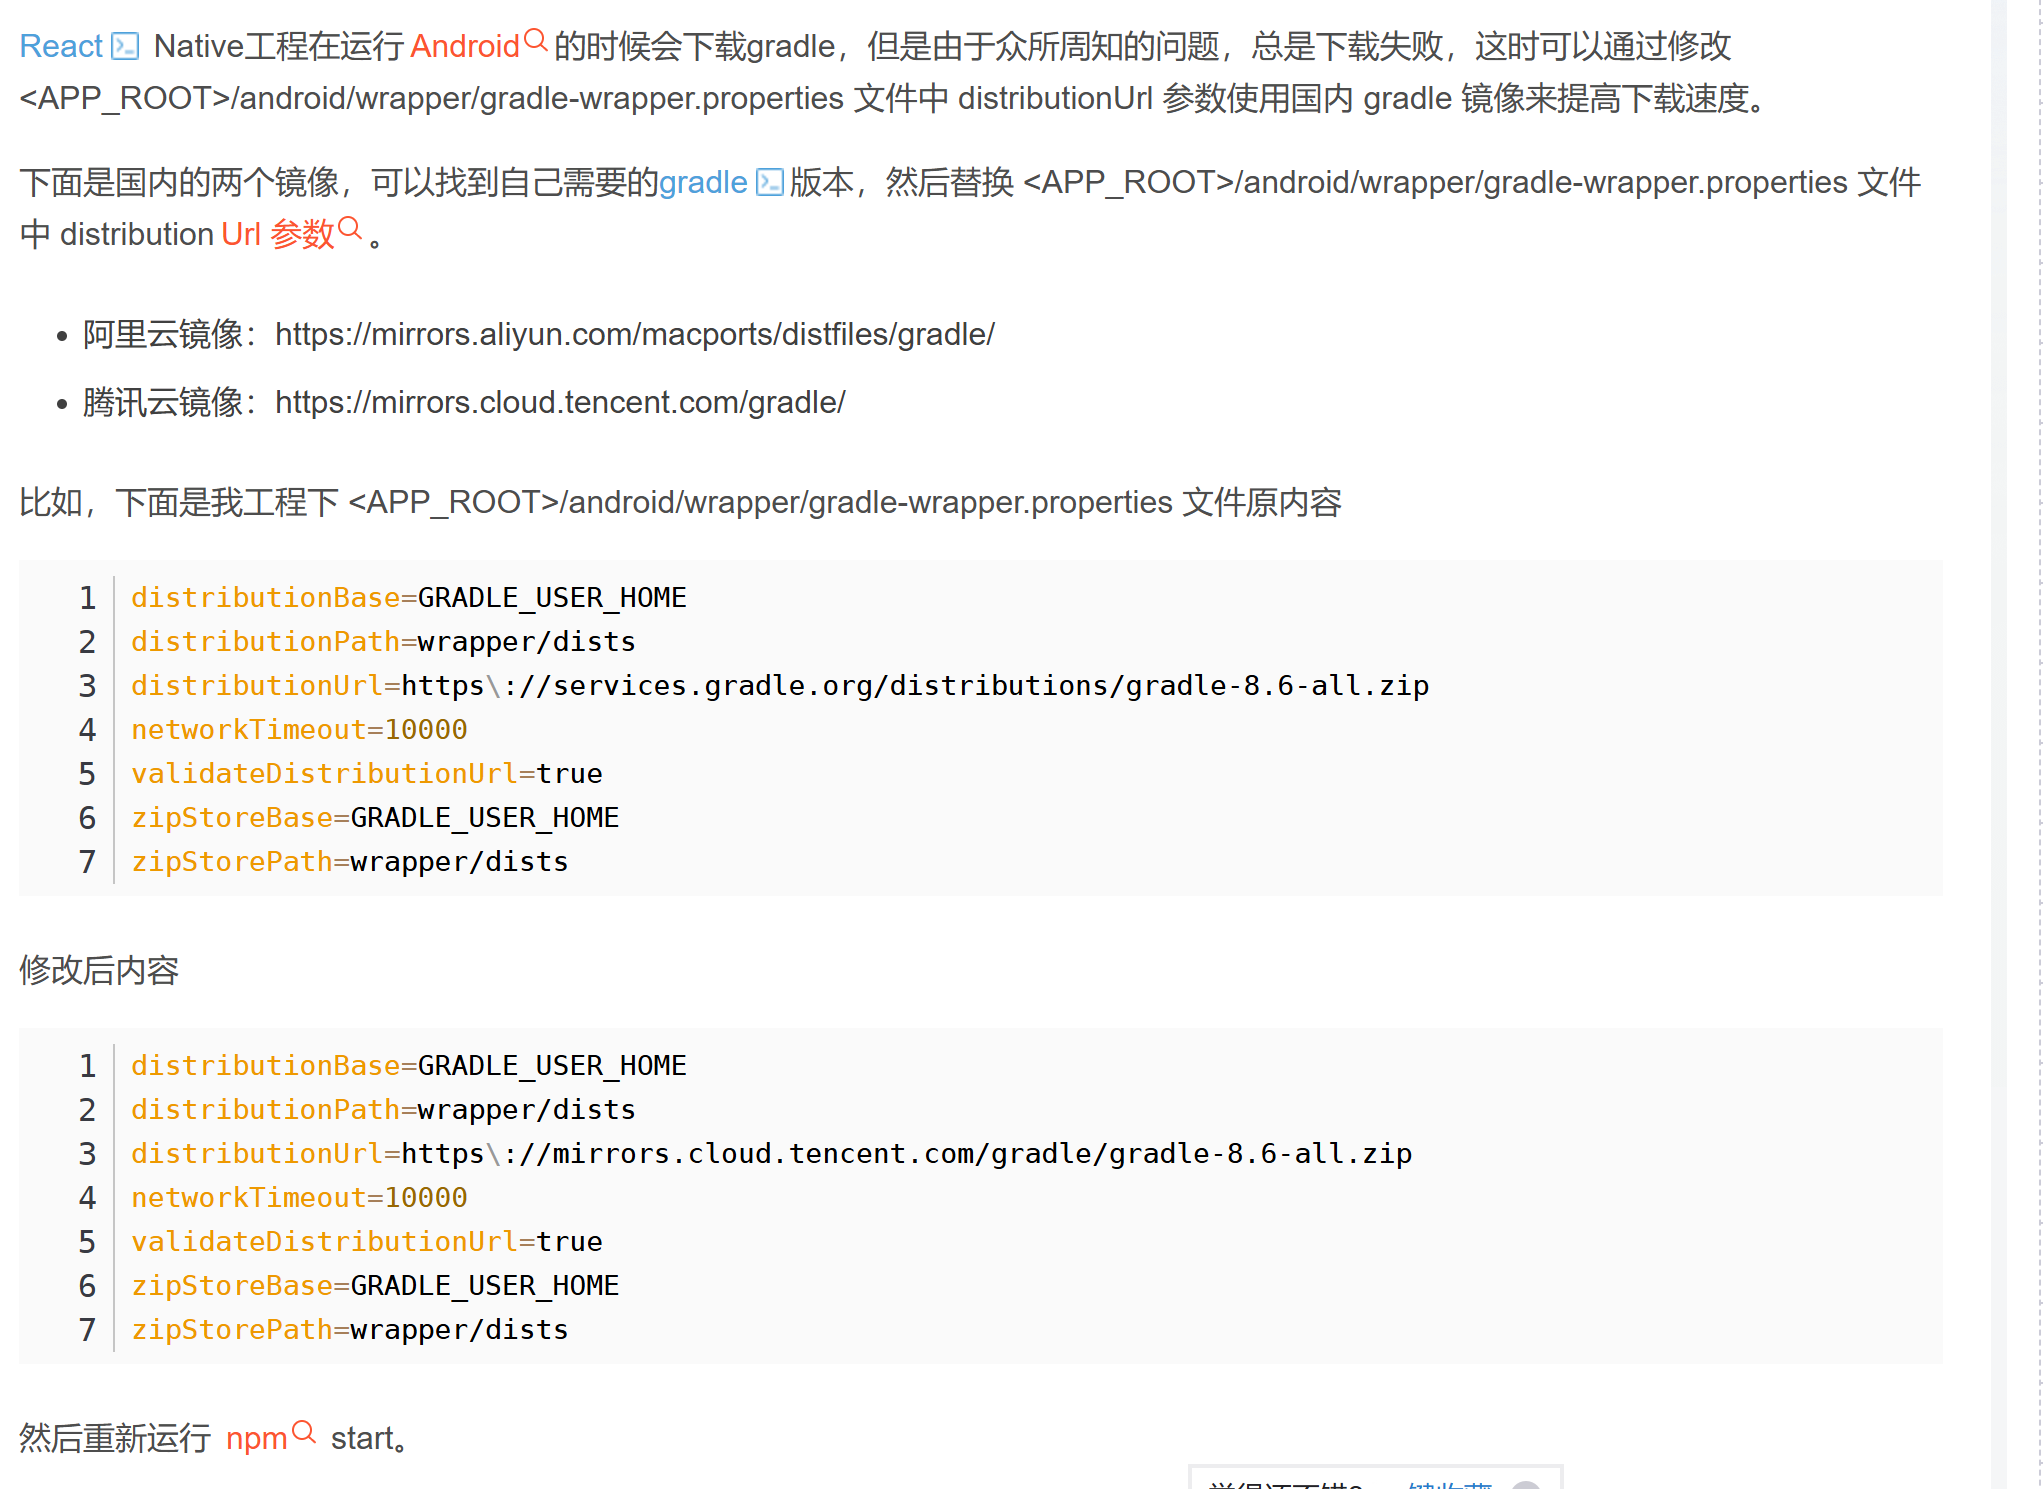 React Native工程在运行 Android 的时候会下载gradle，但是由于众所周知的问题，总是下载失败，这时可以通过修改
<APP_ROOT>/android/wrapper/gradle-wrapper.properties 文件中 distributionUrl 参数使用国内 gradle 镜像来提高下载速度。
下面是国内的两个镜像，可以找到自己需要的gradle版本，然后替换 <APP_ROOT>/android/wrapper/gradle-wrapper.properties 文件
中 distribution Url 参数 。
• 阿里云镜像：https://mirrors.aliyun.com/macports/distfiles/gradle/
• 腾讯云镜像：https://mirrors.cloud.tencent.com/gradle/
比如，下面是我工程下 <APP_ROOT>/android/wrapper/gradle-wrapper.properties 文件原内容
1 distributionBase=GRADLE_USER_HOME
2 distributionPath=wrapper/dists
3 distributionUrl=https\://services.gradle.org/distributions/gradle-8.6-all.zip
4 networkTimeout=10000
5 validateDistributionUrl=true
6 zipStoreBase=GRADLE_USER_HOME
7 zipStorePath=wrapper/dists
修改后内容
1 distributionBase=GRADLE_USER_HOME
2 distributionPath=wrapper/dists
3 distributionUrl=https\://mirrors.cloud.tencent.com/gradle/gradle-8.6-all.zip
4 networkTimeout=10000
5 validateDistributionUrl=true
6 zipStoreBase=GRADLE_USER_HOME
7 zipStorePath=wrapper/dists
然后重新运行 npm start。